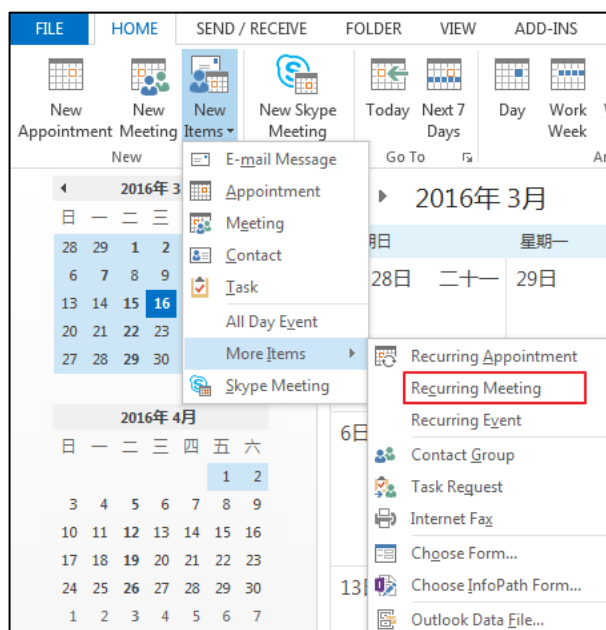 FILE HOME SEND / RECEIVE FOLDER VIEW ADD-INS
New Appointment
New Meeting
New Items
New Skype Meeting
Today
Next 7 Days
Day
Work Week
New
Go To
E-mail Message
Appointment
Meeting
Contact
Task
All Day Event
More Items
Skype Meeting
Recurring Appointment
Recurring Meeting
Recurring Event
Contact Group
Task Request
Internet Fax
Choose Form...
Choose InfoPath Form...
Outlook Data File...
2016年 3
日 一 二 三
28 29 1 2
6 7 8 9
13 14 15 16
20 21 22 23
27 28 29 30
2016年 4月
日 一 二 三 四 五 六
1 2
3 4 5 6 7 8 9
10 11 12 13 14 15 16
17 18 19 20 21 22 23
24 25 26 27 28 29 30
1 2 3 4 5 6 7
2016年 3月
期日 星期一
28日 二十一 29日
6日
13